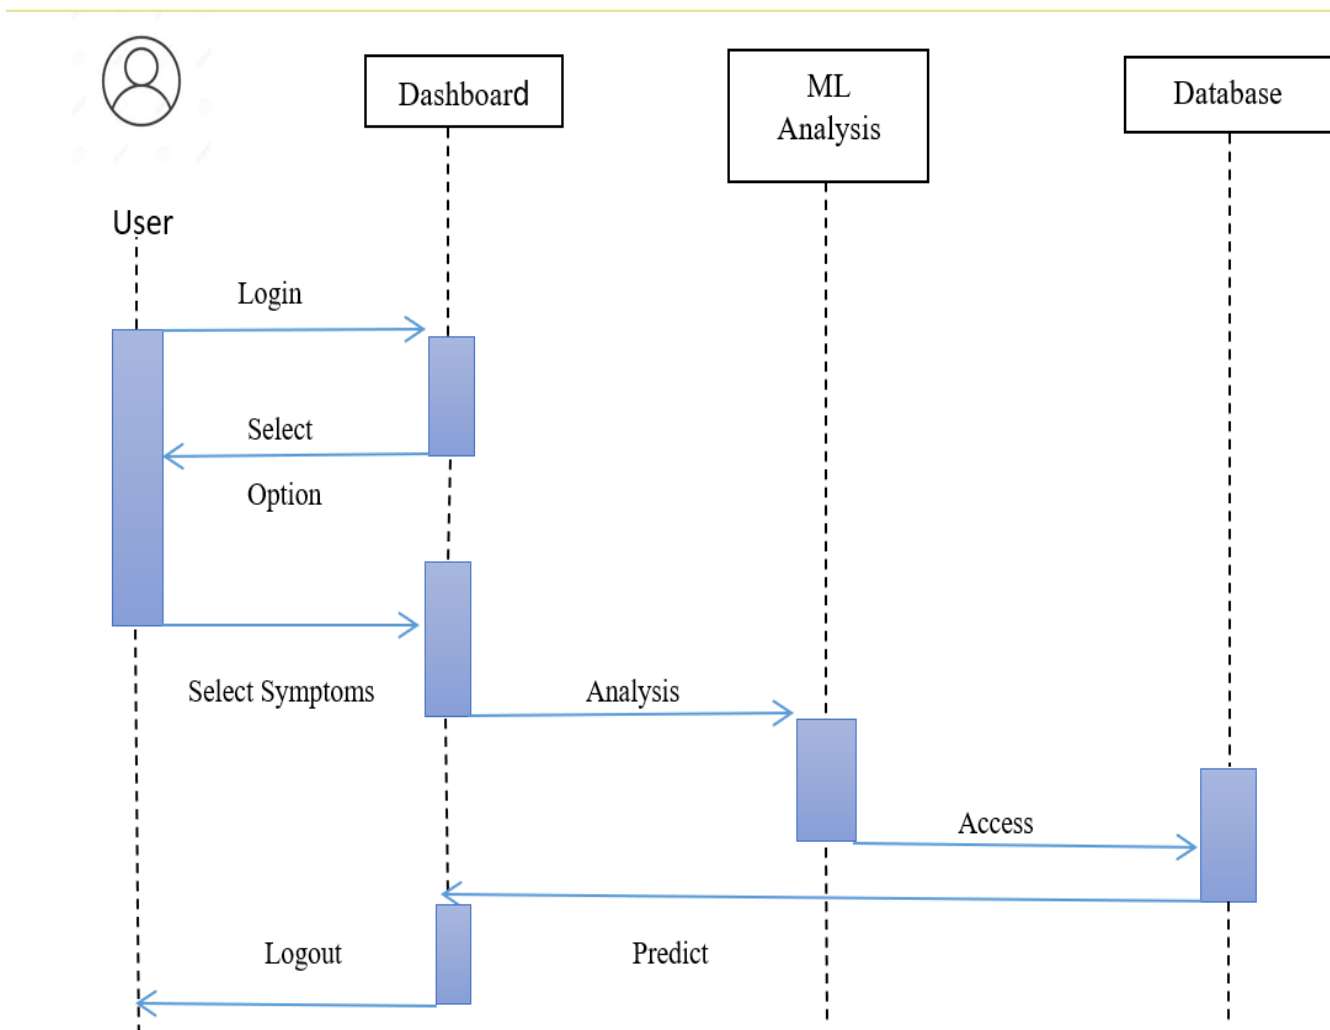 Dashboard
ML
Analysis
Database
User
Login
Select
Option
Select Symptoms
Analysis
Access
Logout
Predict